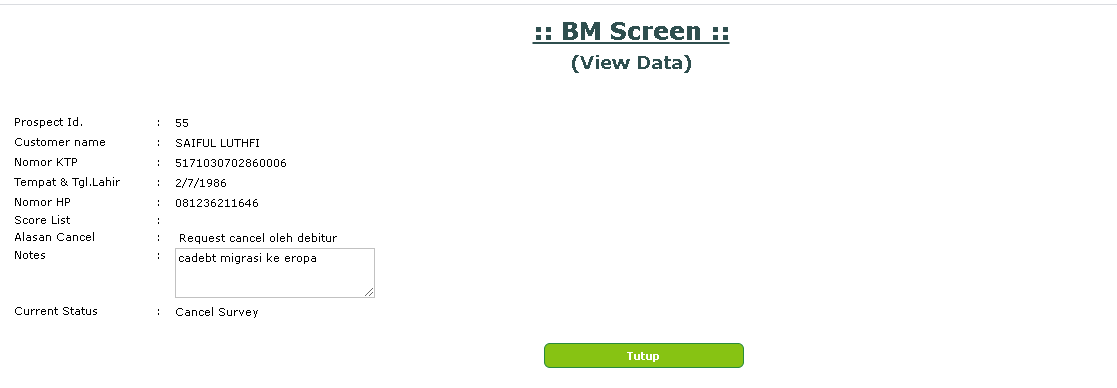 :: BM Screen ::
(View Data)
Prospect Id. : 55
Customer name : SAIFUL LUTHFI
Nomor KTP : 5171030702860006
Tempat & Tgl.Lahir : 2/7/1986
Nomor HP : 081236211646
Score List :
Alasan Cancel : Request cancel oleh debitur
Notes : cadebt migrasi ke eropa
Current Status : Cancel Survey
Tutup